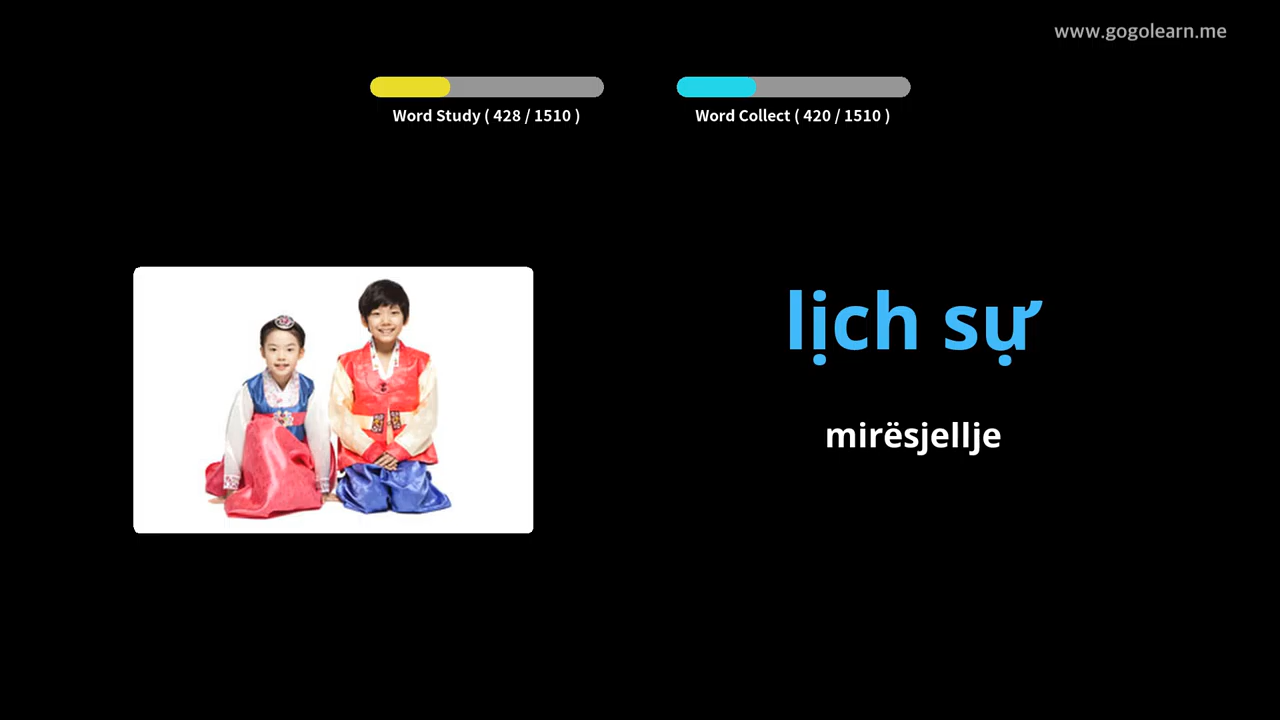 www.gogolearn.me
Word Study ( 428 / 1510 )
Word Collect ( 420 / 1510 )
lịch sự
mirësjellje